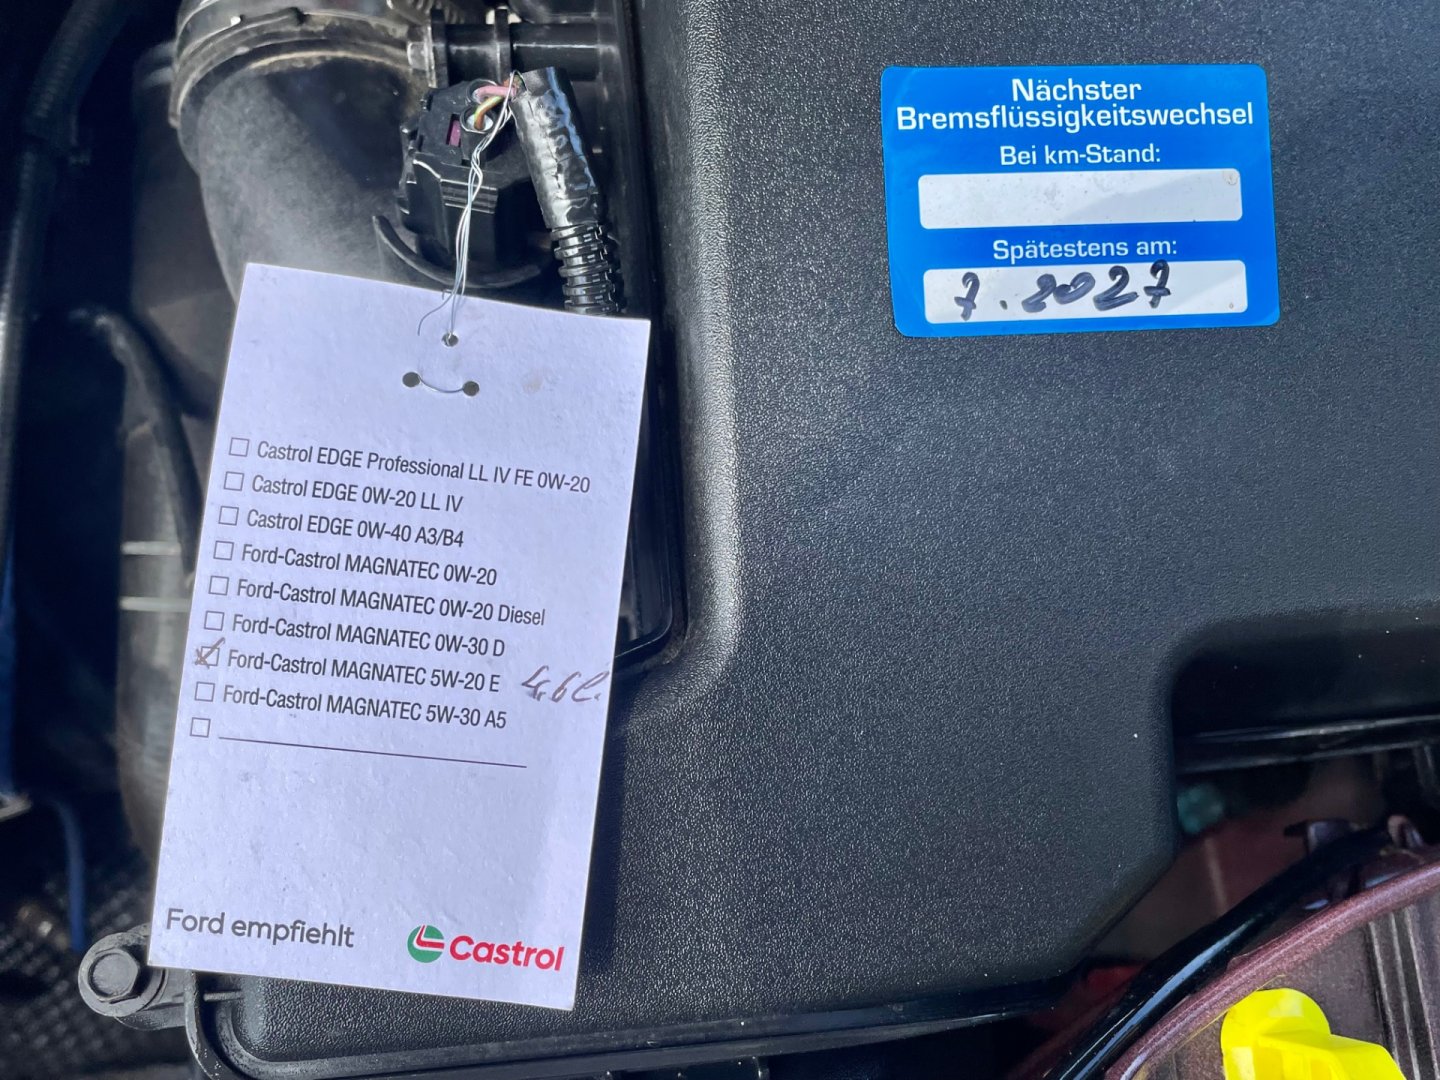 Nächster
Bremsflüssigkeitswechsel
Bei km-Stand:
Spätestens am:
7.2027
Castrol EDGE Professional LL IV FE 0W-20
Castrol EDGE 0W-20 LL IV
Castrol EDGE 0W-40 A3/B4
Ford-Castrol MAGNATEC 0W-20
Ford-Castrol MAGNATEC 0W-20 Diesel
Ford-Castrol MAGNATEC 0W-30 D
Ford-Castrol MAGNATEC 5W-20 E 4,6 l.
Ford-Castrol MAGNATEC 5W-30 A5
Ford empfiehlt Castrol